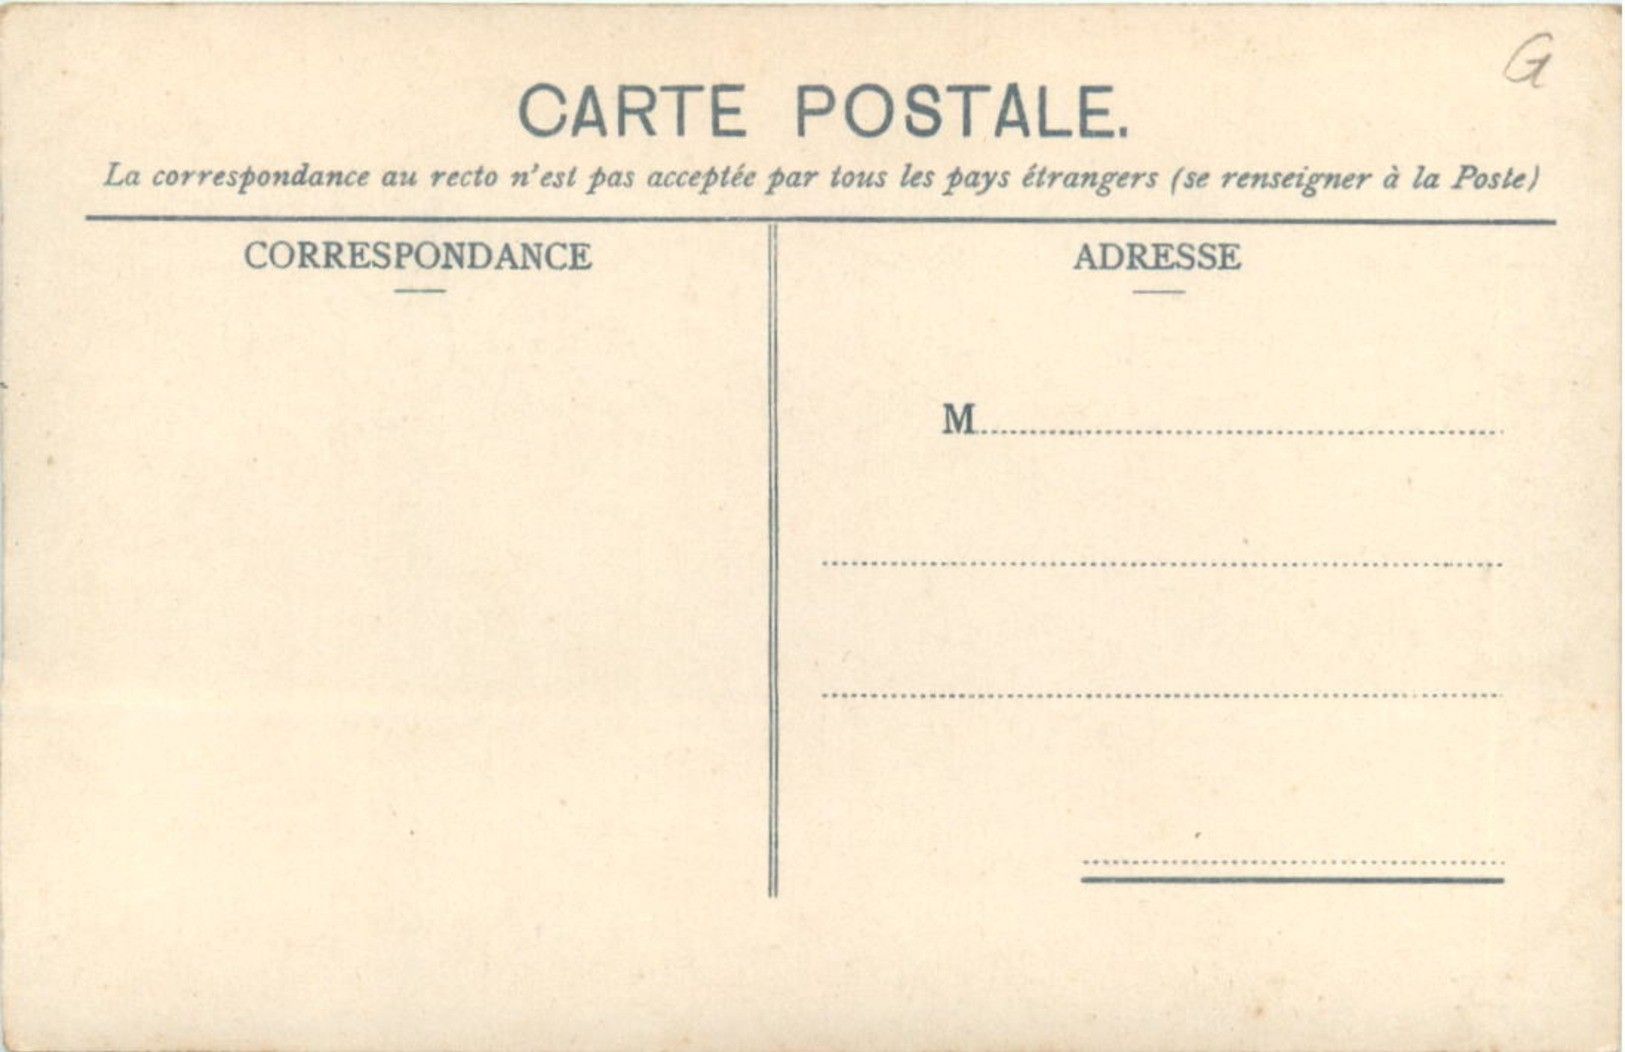 G
CARTE POSTALE.
La correspondance au recto n'est pas acceptée par tous les pays étrangers (se renseigner à la Poste)
CORRESPONDANCE
ADRESSE
M